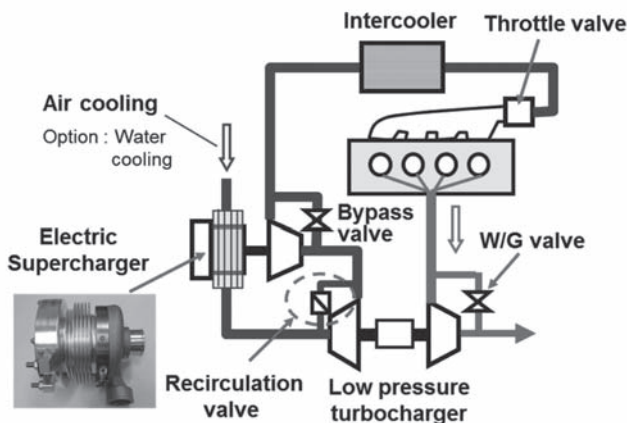 Intercooler
Throttle valve
Air cooling
Option : Water
cooling
Bypass
valve
W/G valve
Electric
Supercharger
Recirculation
valve
Low pressure
turbocharger